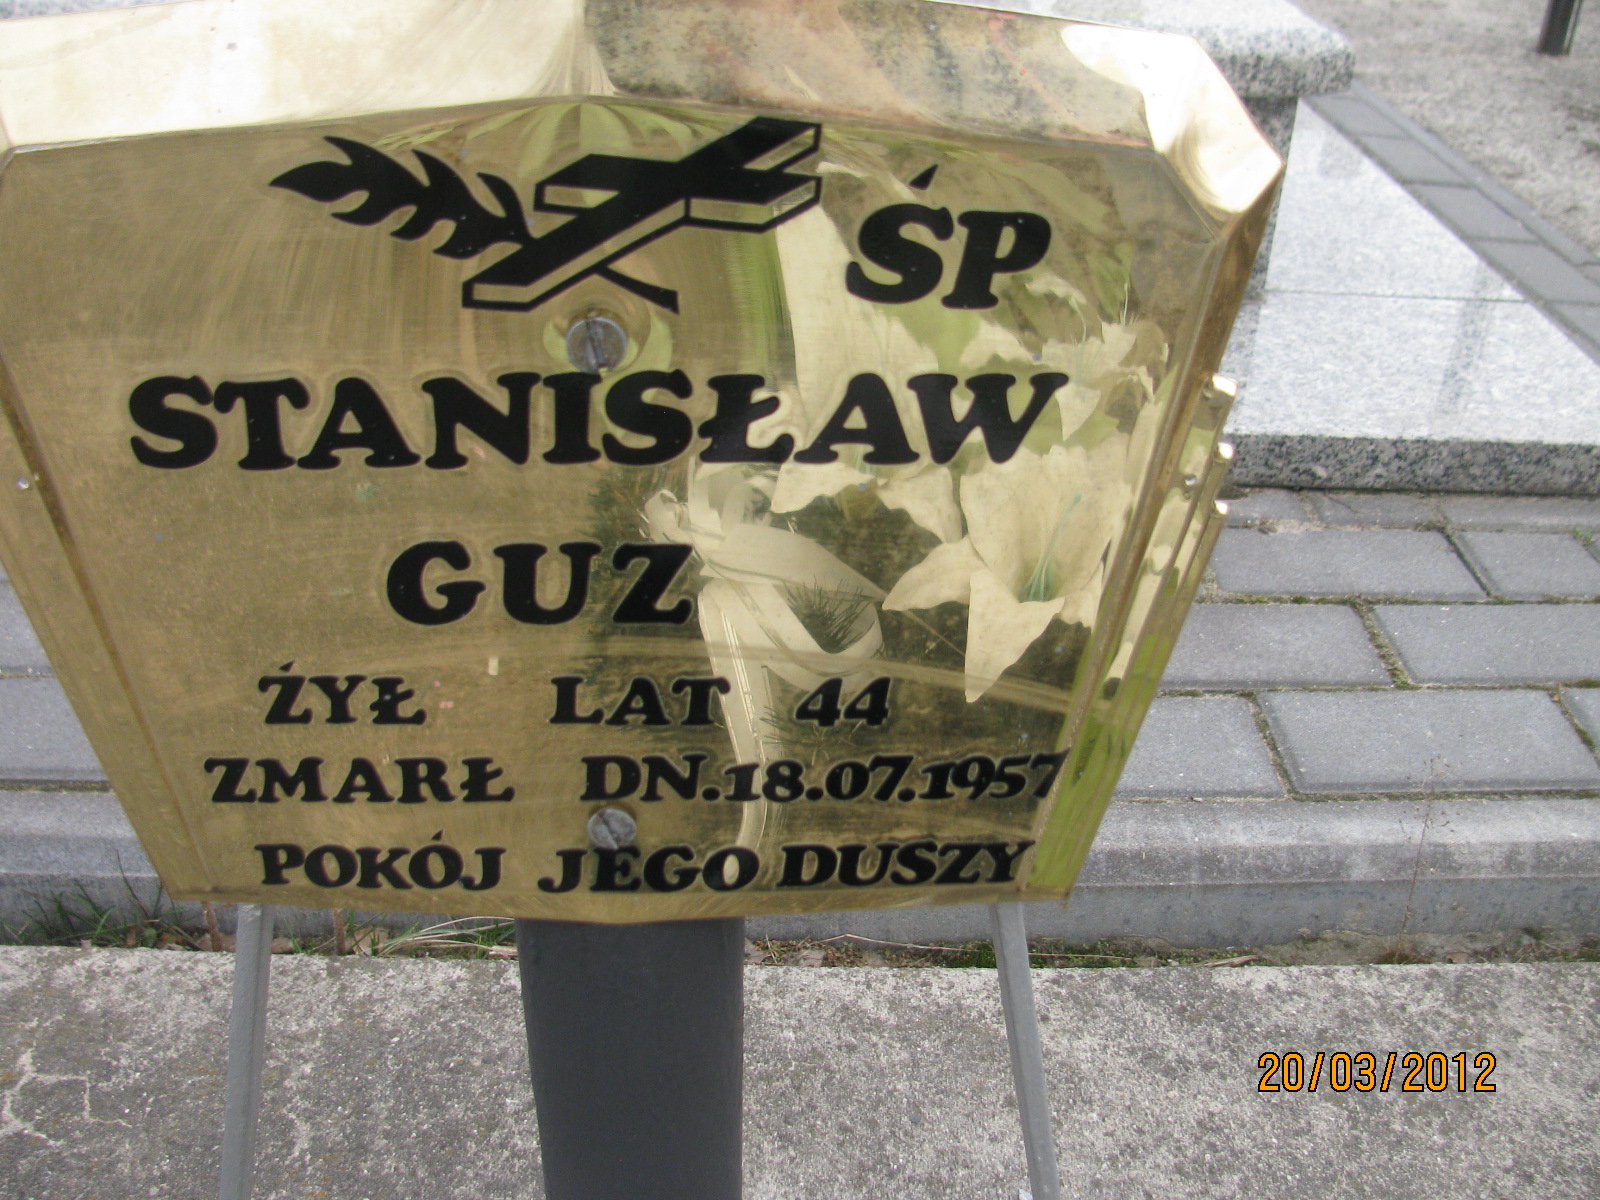 ŚP
STANISŁAW
GUZ
ŻYŁ LAT 44
ZMARŁ DN.18.07.1957
POKÓJ JEGO DUSZY
20/03/2012